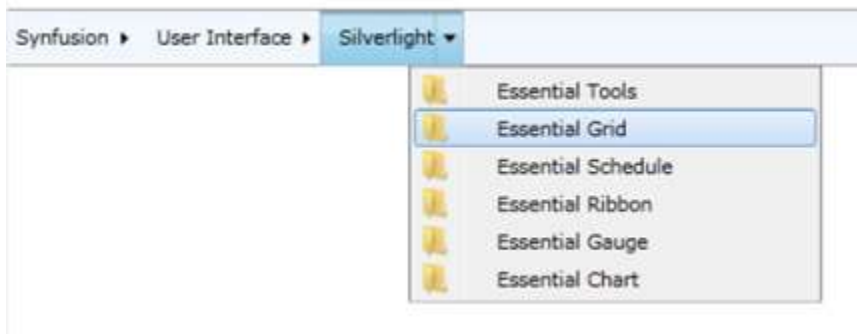 Synfusion User Interface Silverlight
Essential Tools
Essential Grid
Essential Schedule
Essential Ribbon
Essential Gauge
Essential Chart